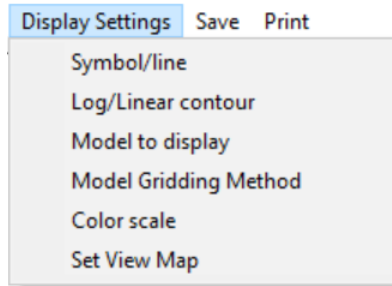 Display Settings Save Print
Symbol/line
Log/Linear contour
Model to display
Model Gridding Method
Color scale
Set View Map